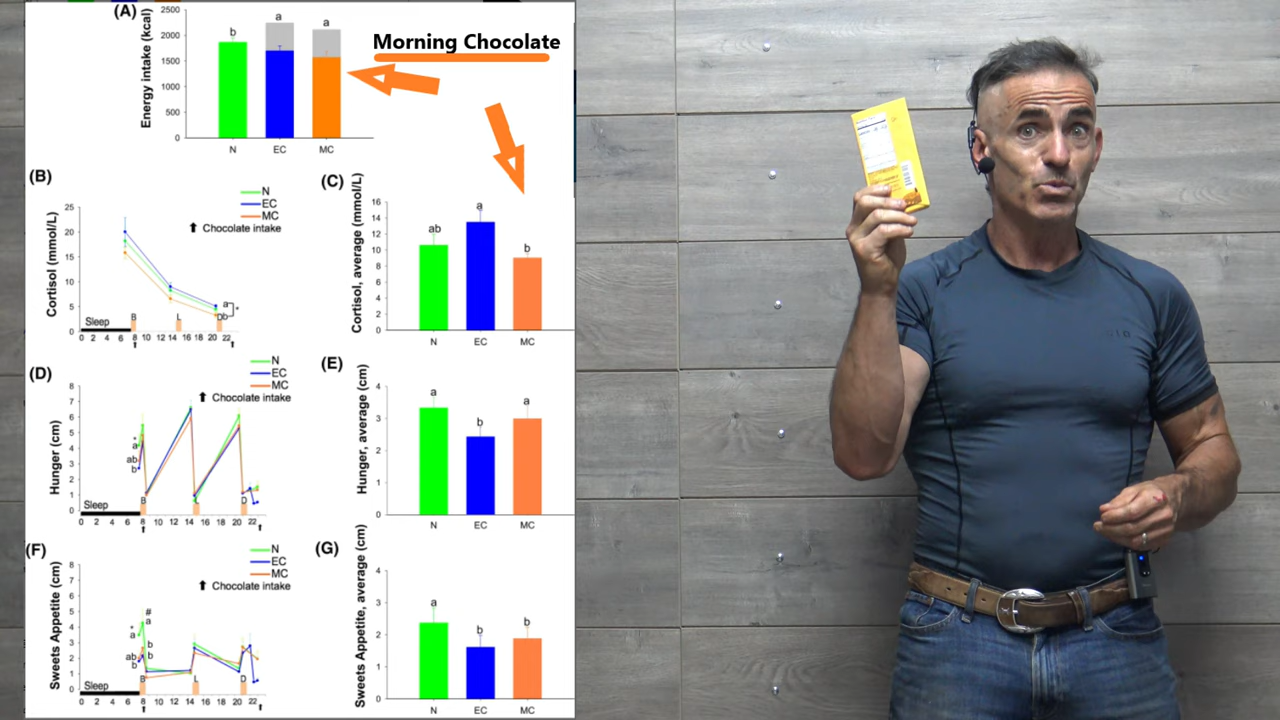 (A)
Energy intake (kcal)
2500
2000
1500
1000
500
0
b
a
a
N EC MC
Morning Chocolate
(B)
Cortisol (mmol/L)
25
20
15
10
5
0
N
EC
MC
Chocolate intake
a
b
*
B L D
Sleep
0 2 4 6 8 10 12 14 16 18 20 22
(C)
Cortisol, average (mmol/L)
16
14
12
10
8
6
4
2
0
ab
a
b
N EC MC
(D)
Hunger (cm)
8
7
6
5
4
3
2
1
0
N
EC
MC
Chocolate intake
*
a
ab
b
B L D
Sleep
0 2 4 6 8 10 12 14 16 18 20 22
(E)
Hunger, average (cm)
4
3
2
1
0
a
b
a
N EC MC
(F)
Sweets Appetite (cm)
8
7
6
5
4
3
2
1
0
N
EC
MC
Chocolate intake
*
a
ab
b
#
a
b
b
B L D
Sleep
0 2 4 6 8 10 12 14 16 18 20 22
(G)
Sweets Appetite, average (cm)
4
3
2
1
0
a
b
b
N EC MC